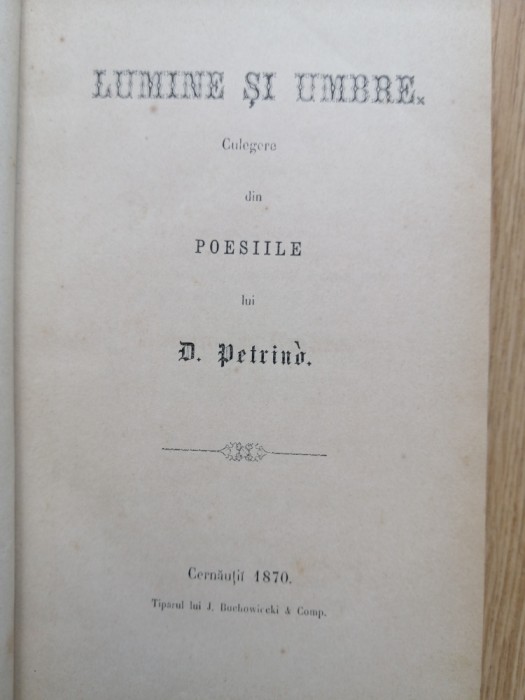 LUMINE ȘI UMBRE.
Culegere
din
POESIILE
lui
D. Petrinò.
Cernăuțiĭ 1870.
Tiparul lui J. Buchowiecki & Comp.